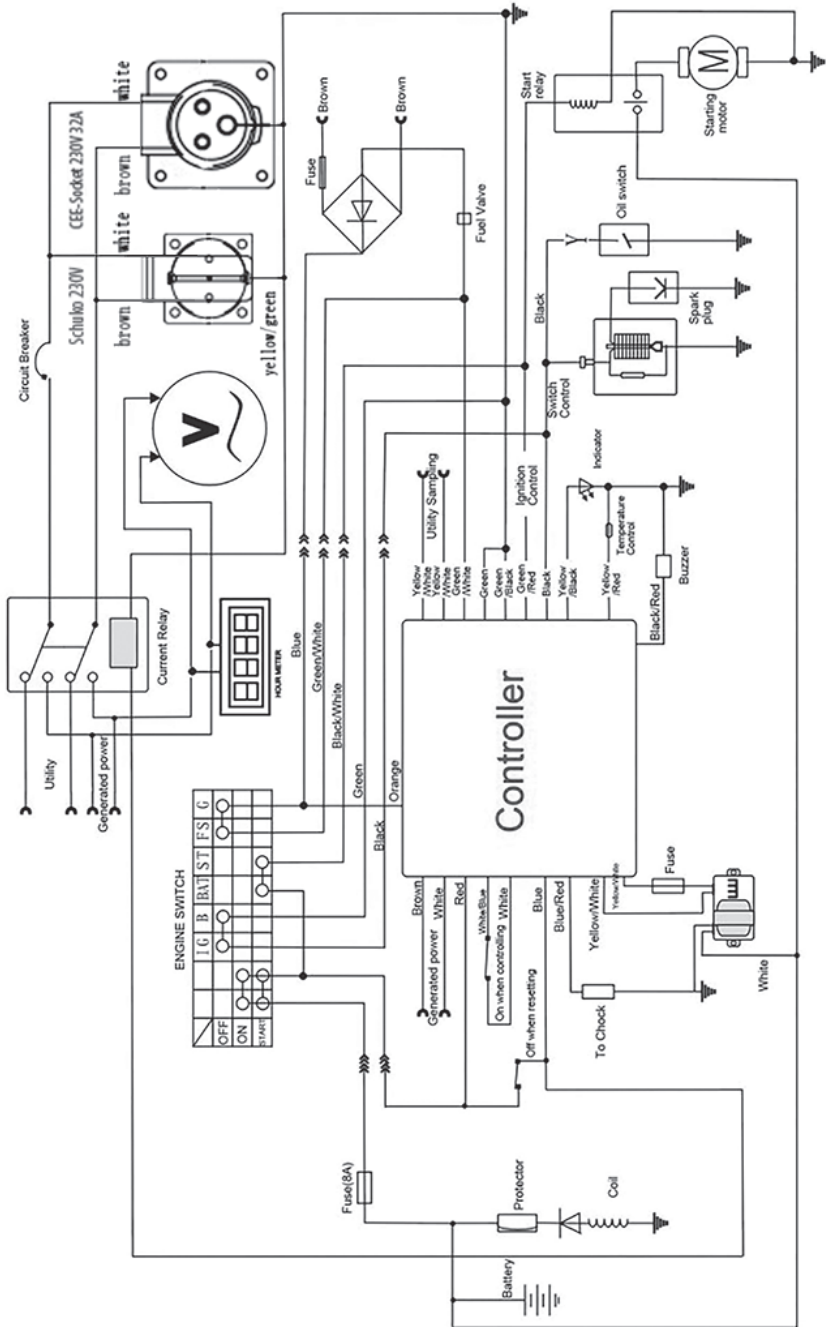 CEE-Socket 230V 32A
white
brown
Schuko 230V
white
brown
yellow/green
Circuit Breaker
V
Current Relay
HOUR METER
Utility
Generated power
Fuse
Brown
Brown
Fuel Valve
Start relay
M
Starting motor
Oil switch
Black
Spark plug
Switch Control
Utility Sampling
Ignition Control
Indicator
Temperature Control
Buzzer
Blue
Green/White
Black/White
Green
Orange
Black
ENGINE SWITCH
IG B BAT ST FS G
OFF
ON
START
Yellow/White
Yellow/White
Green/White
Green
Green/Black
Green/Red
Black
Yellow/Black
Yellow/Red
Black/Red
Controller
Brown
Generated power
White
Red
White/Blue
On when controlling
White
Blue
Blue/Red
Yellow/White
Yellow/White
Off when resetting
To Chock
Fuse
White
Fuse(8A)
Protector
Coil
Battery